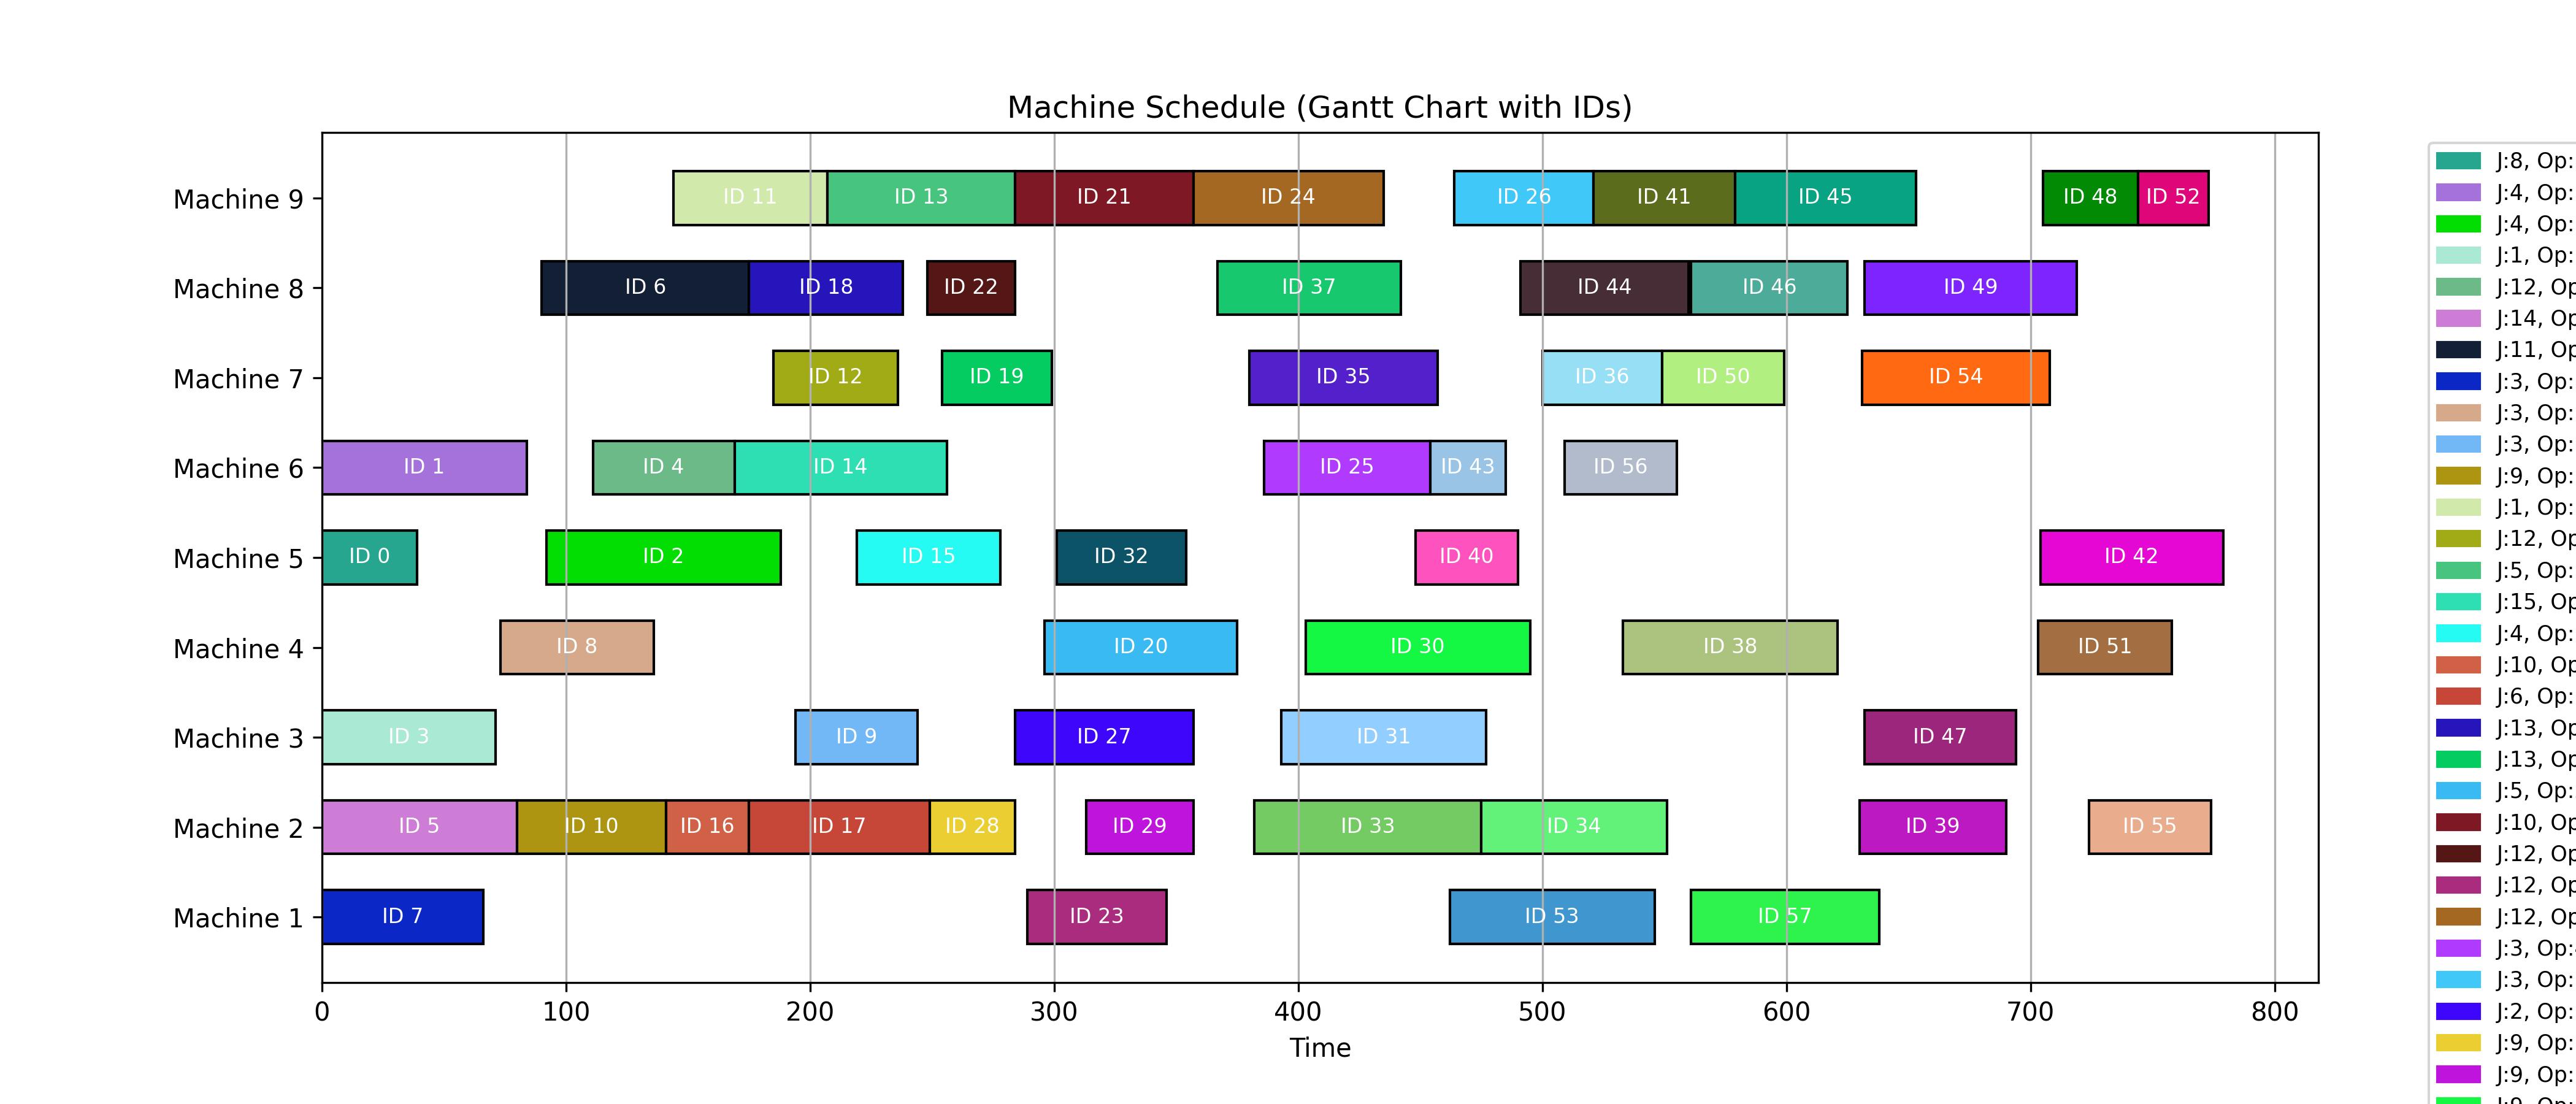 Machine Schedule (Gantt Chart with IDs)
Machine 9
ID 11
ID 13
ID 21
ID 24
ID 26
ID 41
ID 45
ID 48
ID 52
Machine 8
ID 6
ID 18
ID 22
ID 37
ID 44
ID 46
ID 49
Machine 7
ID 12
ID 19
ID 35
ID 36
ID 50
ID 54
Machine 6
ID 1
ID 4
ID 14
ID 25
ID 43
ID 56
Machine 5
ID 0
ID 2
ID 15
ID 32
ID 40
ID 42
Machine 4
ID 8
ID 20
ID 30
ID 38
ID 51
Machine 3
ID 3
ID 9
ID 27
ID 31
ID 47
Machine 2
ID 5
ID 10
ID 16
ID 17
ID 28
ID 29
ID 33
ID 34
ID 39
ID 55
Machine 1
ID 7
ID 23
ID 53
ID 57
0 100 200 300 400 500 600 700 800
Time
J:8, Op:
J:4, Op:
J:4, Op:
J:1, Op:
J:12, Op
J:14, Op
J:11, Op
J:3, Op:
J:3, Op:
J:3, Op:
J:9, Op:
J:1, Op:
J:12, Op
J:5, Op:
J:15, Op
J:4, Op:
J:10, Op
J:6, Op:
J:13, Op
J:13, Op
J:5, Op:
J:10, Op
J:12, Op
J:12, Op
J:12, Op
J:3, Op:
J:3, Op:
J:2, Op:
J:9, Op:
J:9, Op: